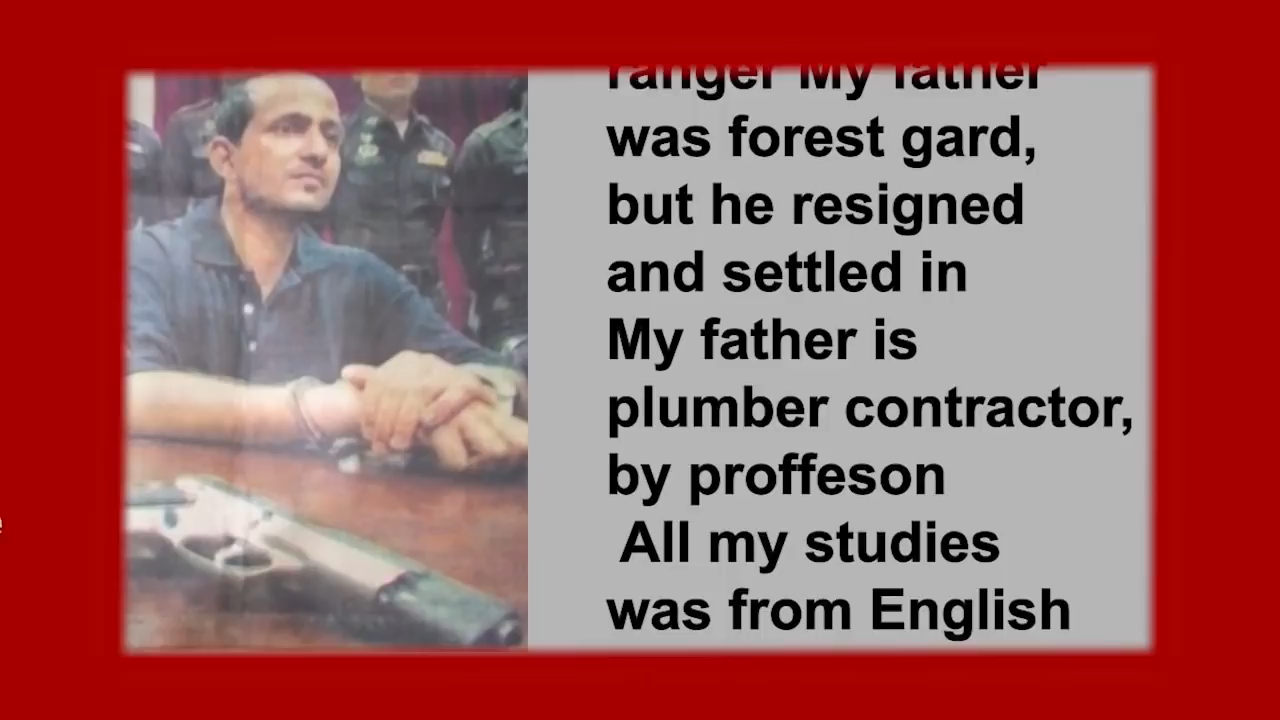 ranger My father
was forest gard,
but he resigned
and settled in
My father is
plumber contractor,
by proffeson
All my studies
was from English